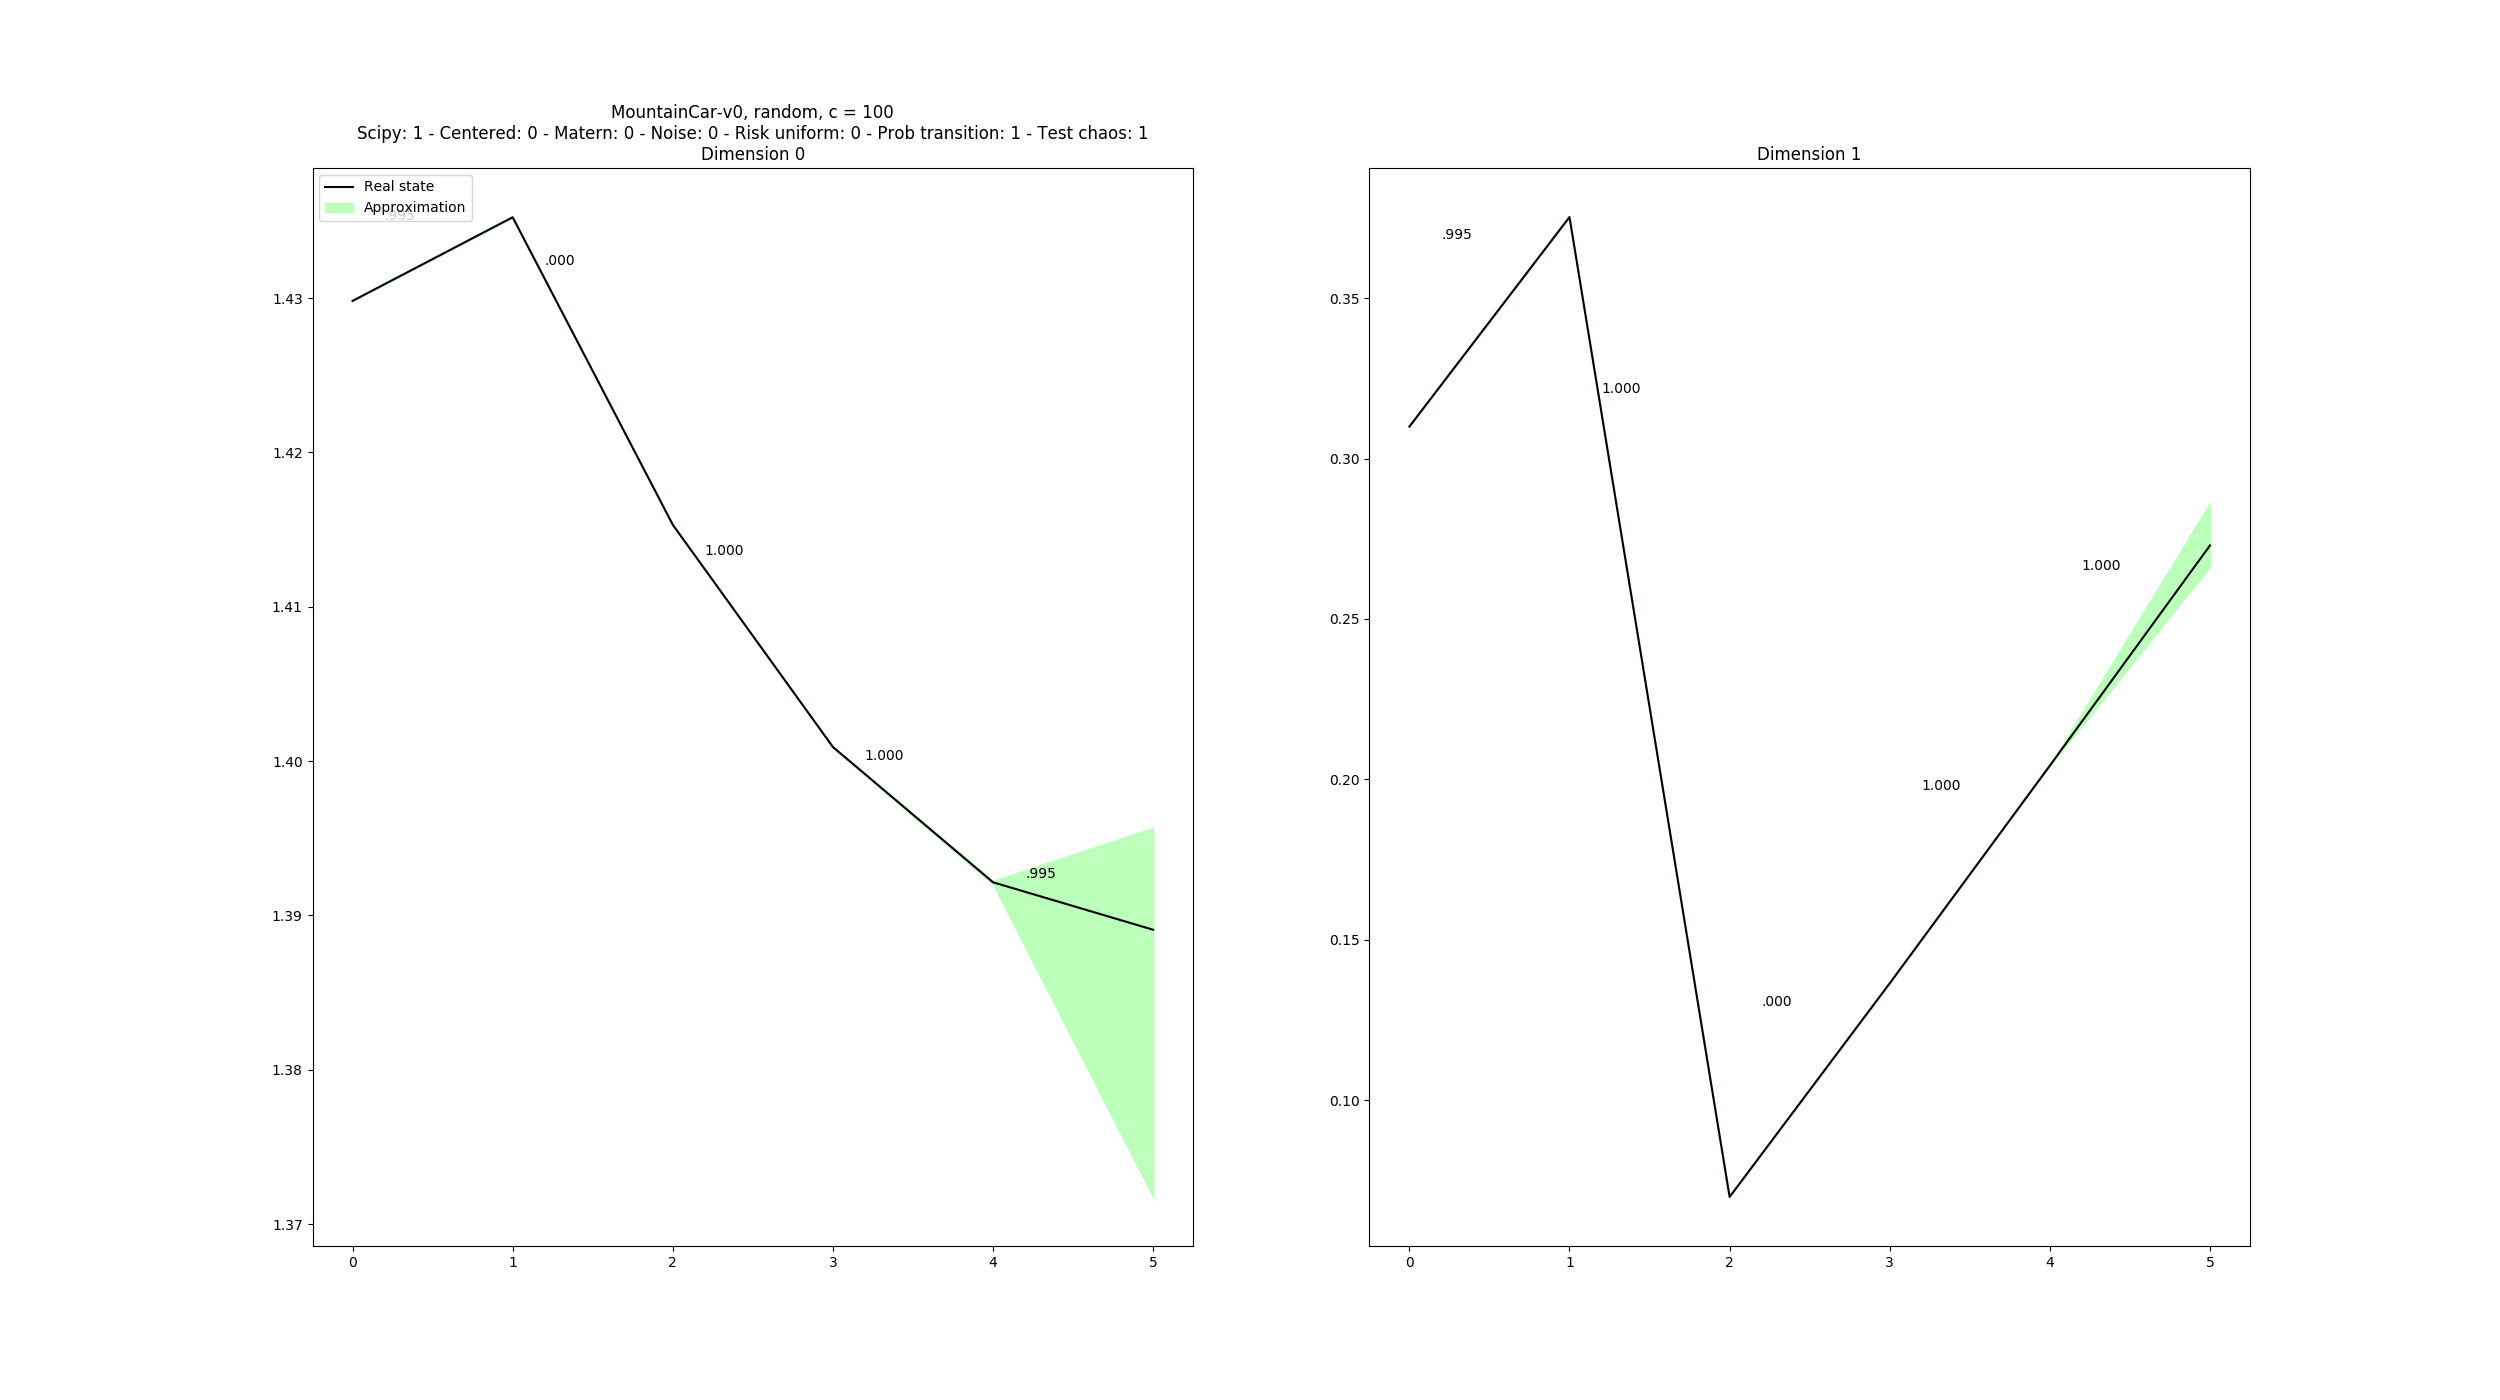 MountainCar-v0, random, c = 100
Scipy: 1 - Centered: 0 - Matern: 0 - Noise: 0 - Risk uniform: 0 - Prob transition: 1 - Test chaos: 1
Dimension 0
Real state
Approximation
.995
.000
1.000
1.000
.995
1.43
1.42
1.41
1.40
1.39
1.38
1.37
0 1 2 3 4 5
Dimension 1
.995
1.000
.000
1.000
1.000
0.35
0.30
0.25
0.20
0.15
0.10
0 1 2 3 4 5